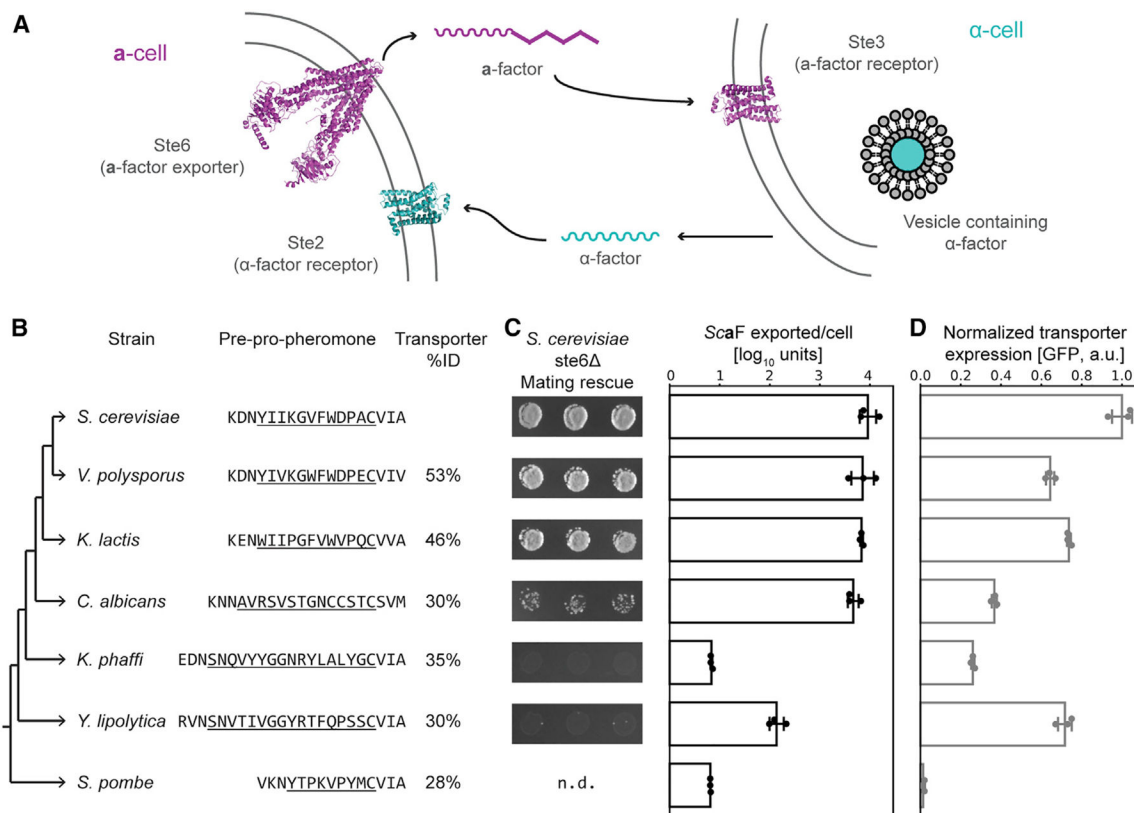 A
a-cell
a-factor
Ste6
(a-factor exporter)
Ste2
(α-factor receptor)
α-factor
Ste3
(a-factor receptor)
α-cell
Vesicle containing
α-factor
B
Strain
Pre-pro-pheromone
Transporter
%ID
C
S. cerevisiae
ste6Δ
Mating rescue
ScaF exported/cell
[log10 units]
0 1 2 3 4
D
Normalized transporter
expression [GFP, a.u.]
0.0 0.2 0.4 0.6 0.8 1.0
S. cerevisiae KDNYIIKGVFWDPACVIA
V. polysporus KDNYIVKGWFWDPECVIV 53%
K. lactis KENWIIPGFVWVPQCVVA 46%
C. albicans KNNAVRSVSTGNCCSTCSVM 30%
K. phaffi EDNSNQVYYGGNRYLALYGCVIA 35%
Y. lipolytica RVNSNVTIVGGYRTFQPSSCVIA 30%
S. pombe VKNYTPKVPYMCVIA 28% n.d.